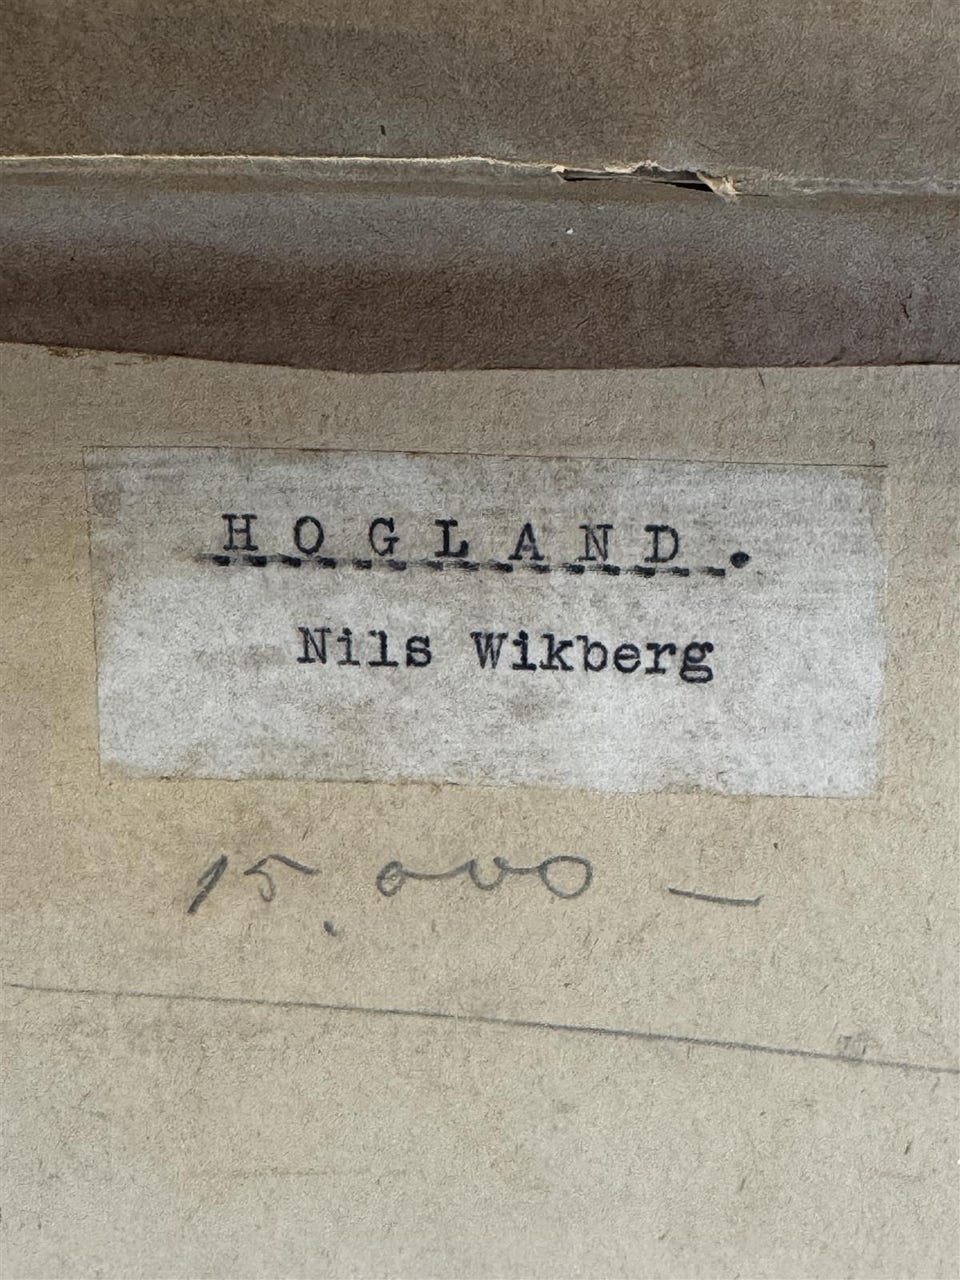 HOGLAND.
Nils Wikberg
15.000 —